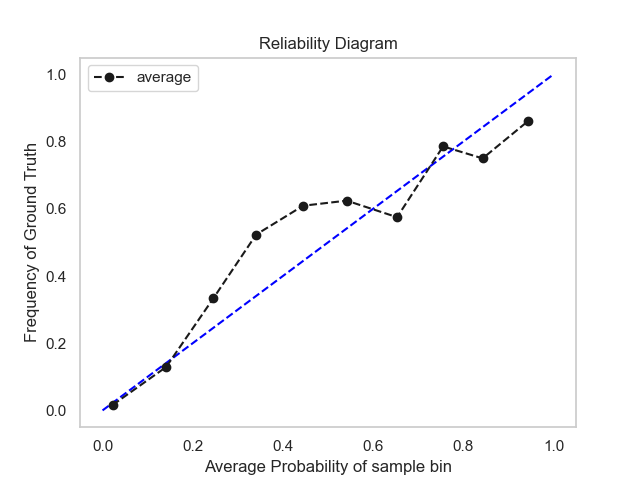 Reliability Diagram
average
Frequency of Ground Truth
1.0
0.8
0.6
0.4
0.2
0.0
0.0 0.2 0.4 0.6 0.8 1.0
Average Probability of sample bin